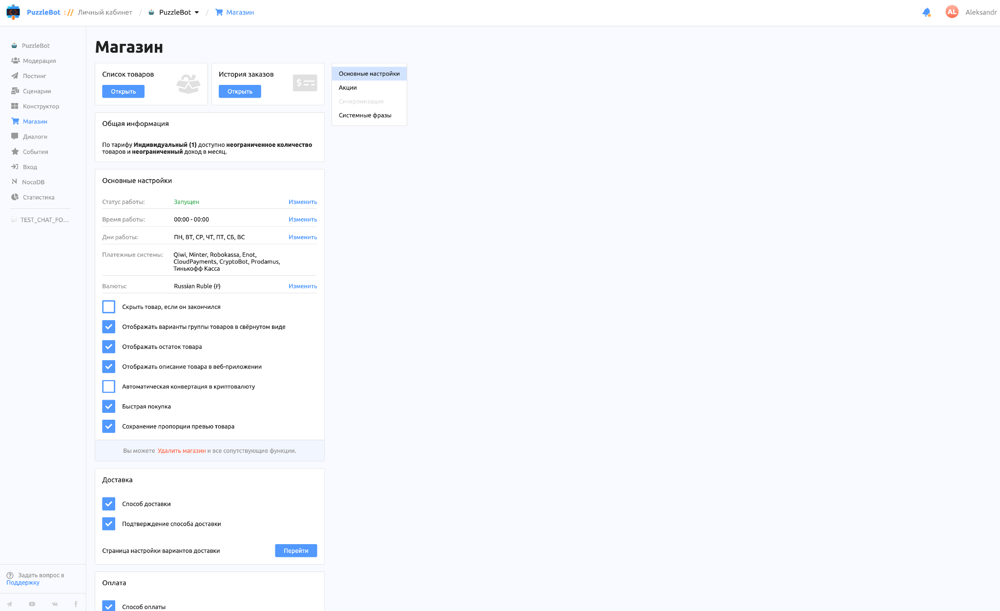 PuzzleBot :// Личный кабинет / PuzzleBot / Магазин
AL Aleksandr
PuzzleBot
Модерация
Постинг
Сценарии
Конструктор
Магазин
Диалоги
События
Вход
NocoDB
Статистика
TEST_CHAT_FO...
Задать вопрос в
Поддержку
Магазин
Список товаров
Открыть
История заказов
Открыть
Основные настройки
Акции
Синхронизация
Системные фразы
Общая информация
По тарифу Индивидуальный (1) доступно неограниченное количество
товаров и неограниченный доход в месяц.
Основные настройки
Статус работы: Запущен Изменить
Время работы: 00:00 - 00:00 Изменить
Дни работы: ПН, ВТ, СР, ЧТ, ПТ, СБ, ВС Изменить
Платежные системы: Qiwi, Minter, Robokassa, Enot,
CloudPayments, CryptoBot, Prodamus,
Тинькофф Касса
Валюты: Russian Ruble (₽) Изменить
Скрыть товар, если он закончился
Отображать варианты группы товаров в свёрнутом виде
Отображать остаток товара
Отображать описание товара в веб-приложении
Автоматическая конвертация в криптовалюту
Быстрая покупка
Сохранение пропорции превью товара
Вы можете Удалить магазин и все сопутствующие функции.
Доставка
Способ доставки
Подтверждение способа доставки
Страница настройки вариантов доставки Перейти
Оплата
Способ оплаты